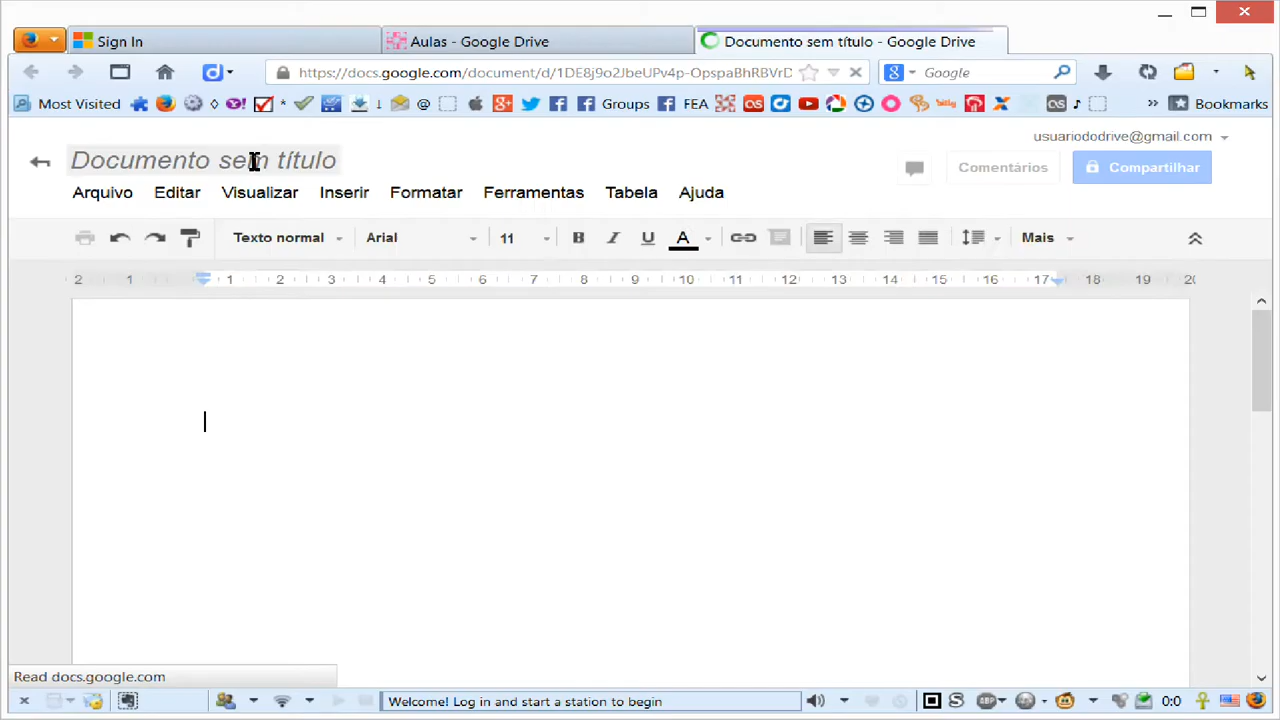 Sign In
Aulas - Google Drive
Documento sem título - Google Drive
https://docs.google.com/document/d/1DE8j9o2JbeUPv4p-OpspaBhRBVrD
Google
Most Visited
Groups
FEA
Bookmarks
usuariododrive@gmail.com
Documento sem título
Comentários
Compartilhar
Arquivo Editar Visualizar Inserir Formatar Ferramentas Tabela Ajuda
Texto normal Arial 11 B I U A Mais
2 1 1 2 3 4 5 6 7 8 9 10 11 12 13 14 15 16 17 18 19 20
Read docs.google.com
Welcome! Log in and start a station to begin
0:0